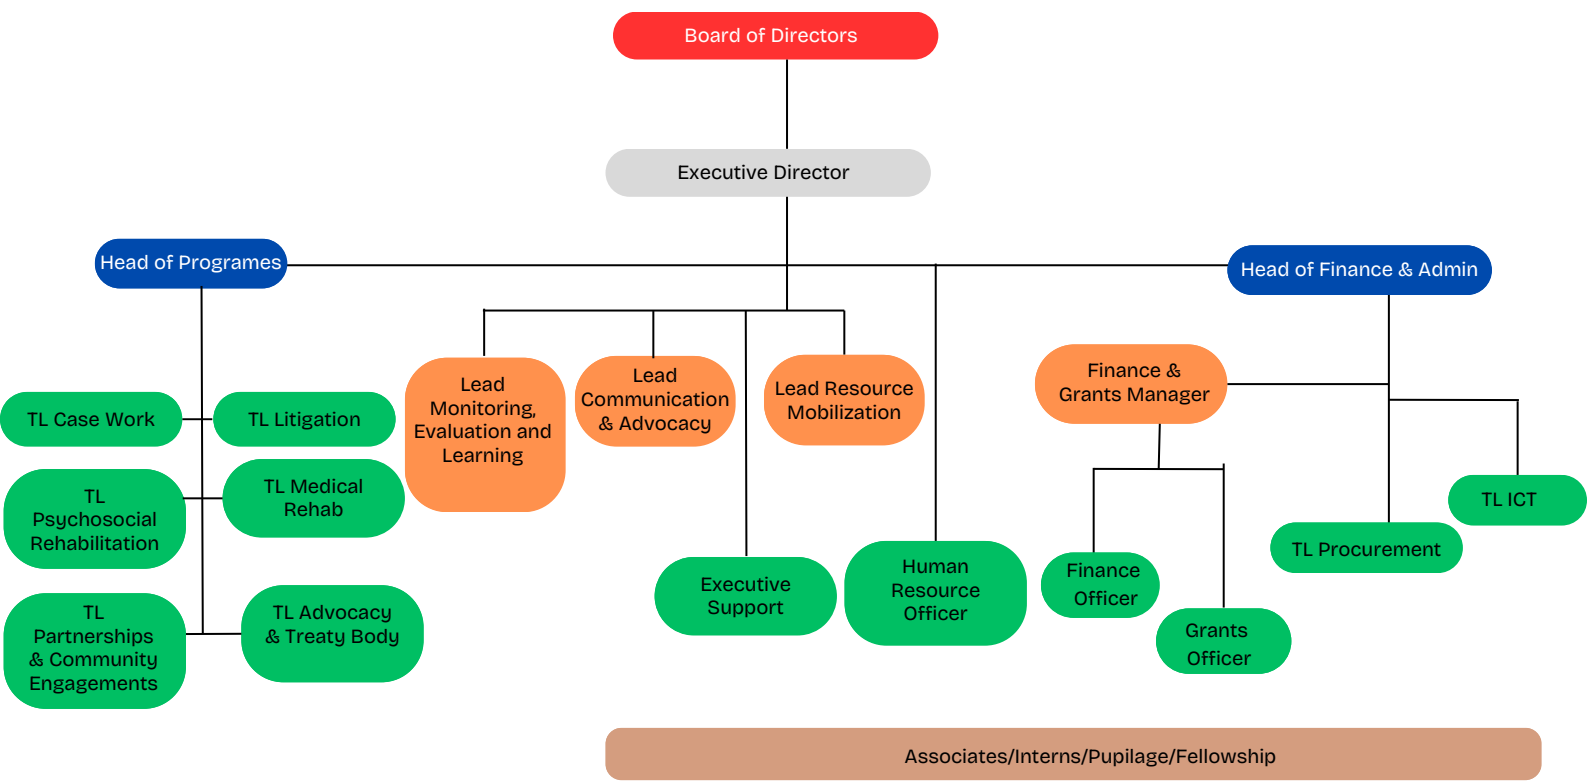 Board of Directors
Executive Director
Head of Programes
Head of Finance & Admin
Finance &
Grants Manager
Lead
Monitoring,
Evaluation and
Learning
Lead
Communication
& Advocacy
Lead Resource
Mobilization
TL Case Work
TL Litigation
TL
Psychosocial
Rehabilitation
TL Medical
Rehab
TL ICT
TL Procurement
Executive
Support
Human
Resource
Officer
Finance
Officer
Grants
Officer
TL
Partnerships
& Community
Engagements
TL Advocacy
& Treaty Body
Associates/Interns/Pupilage/Fellowship